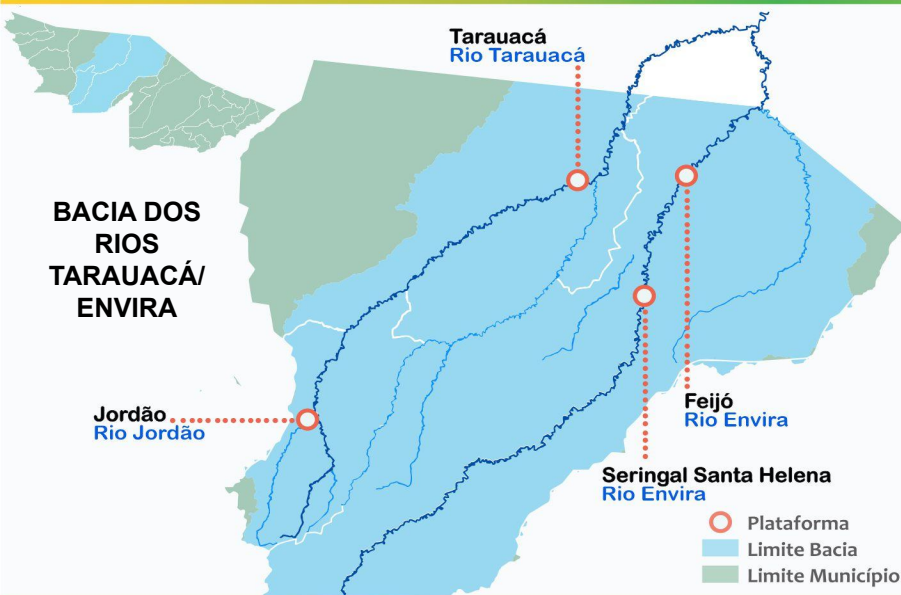 Tarauacá
Rio Tarauacá
BACIA DOS
RIOS
TARAUACÁ/
ENVIRA
Jordão
Rio Jordão
Feijó
Rio Envira
Seringal Santa Helena
Rio Envira
Plataforma
Limite Bacia
Limite Município